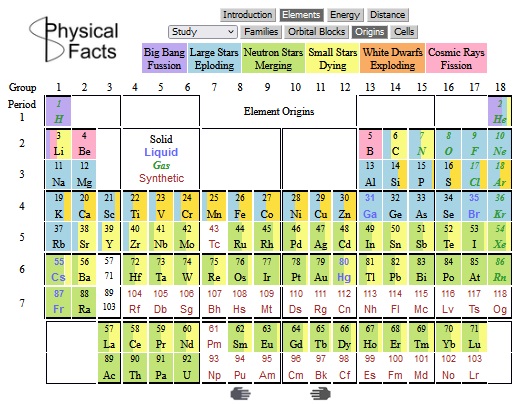 Physical
Facts
Introduction Elements Energy Distance
Study Families Orbital Blocks Origins Cells
Big Bang Large Stars Neutron Stars Small Stars White Dwarfs Cosmic Rays
Fussion Eploding Merging Dying Exploding Fission
Group 1 2 3 4 5 6 7 8 9 10 11 12 13 14 15 16 17 18
Period 1 2
1 H Element Origins He
3 4 5 6 7 8 9 10
2 Li Be Solid B C N O F Ne
Liquid
Gas
11 12 13 14 15 16 17 18
3 Na Mg Synthetic Al Si P S Cl Ar
19 20 21 22 23 24 25 26 27 28 29 30 31 32 33 34 35 36
4 K Ca Sc Ti V Cr Mn Fe Co Ni Cu Zn Ga Ge As Se Br Kr
37 38 39 40 41 42 43 44 45 46 47 48 49 50 51 52 53 54
5 Rb Sr Y Zr Nb Mo Tc Ru Rh Pd Ag Cd In Sn Sb Te I Xe
55 56 57 72 73 74 75 76 77 78 79 80 81 82 83 84 85 86
6 Cs Ba 71 Hf Ta W Re Os Ir Pt Au Hg Tl Pb Bi Po At Rn
87 88 89 104 105 106 107 108 109 110 111 112 113 114 115 116 117 118
7 Fr Ra 103 Rf Db Sg Bh Hs Mt Ds Rg Cn Nh Fl Mc Lv Ts Og
57 58 59 60 61 62 63 64 65 66 67 68 69 70 71
La Ce Pr Nd Pm Sm Eu Gd Tb Dy Ho Er Tm Yb Lu
89 90 91 92 93 94 95 96 97 98 99 100 101 102 103
Ac Th Pa U Np Pu Am Cm Bk Cf Es Fm Md No Lr